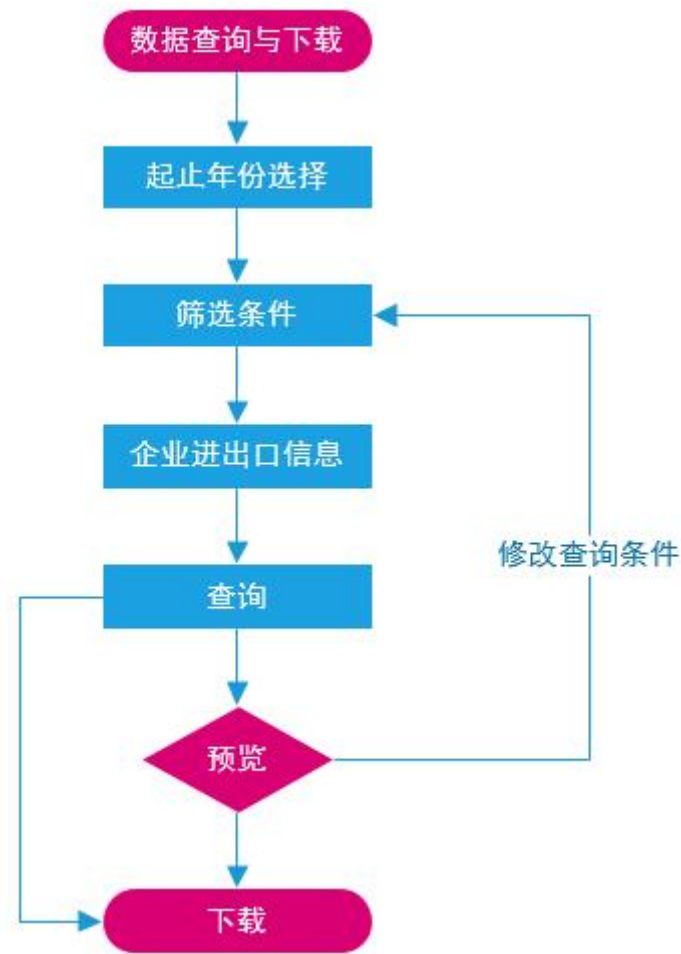 数据查询与下载
起止年份选择
筛选条件
企业进出口信息
修改查询条件
查询
预览
下载